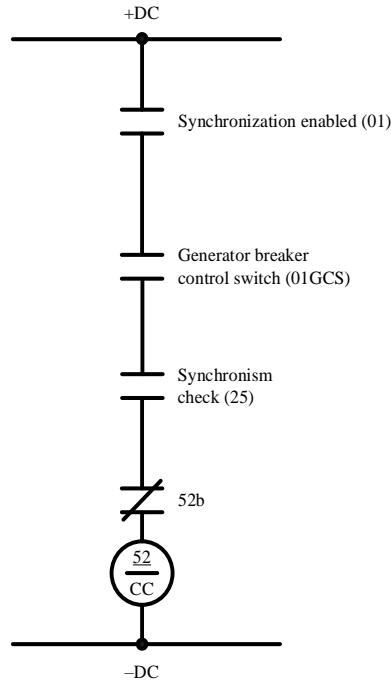 +DC
Synchronization enabled (01)
Generator breaker
control switch (01GCS)
Synchronism
check (25)
52b
52
CC
–DC